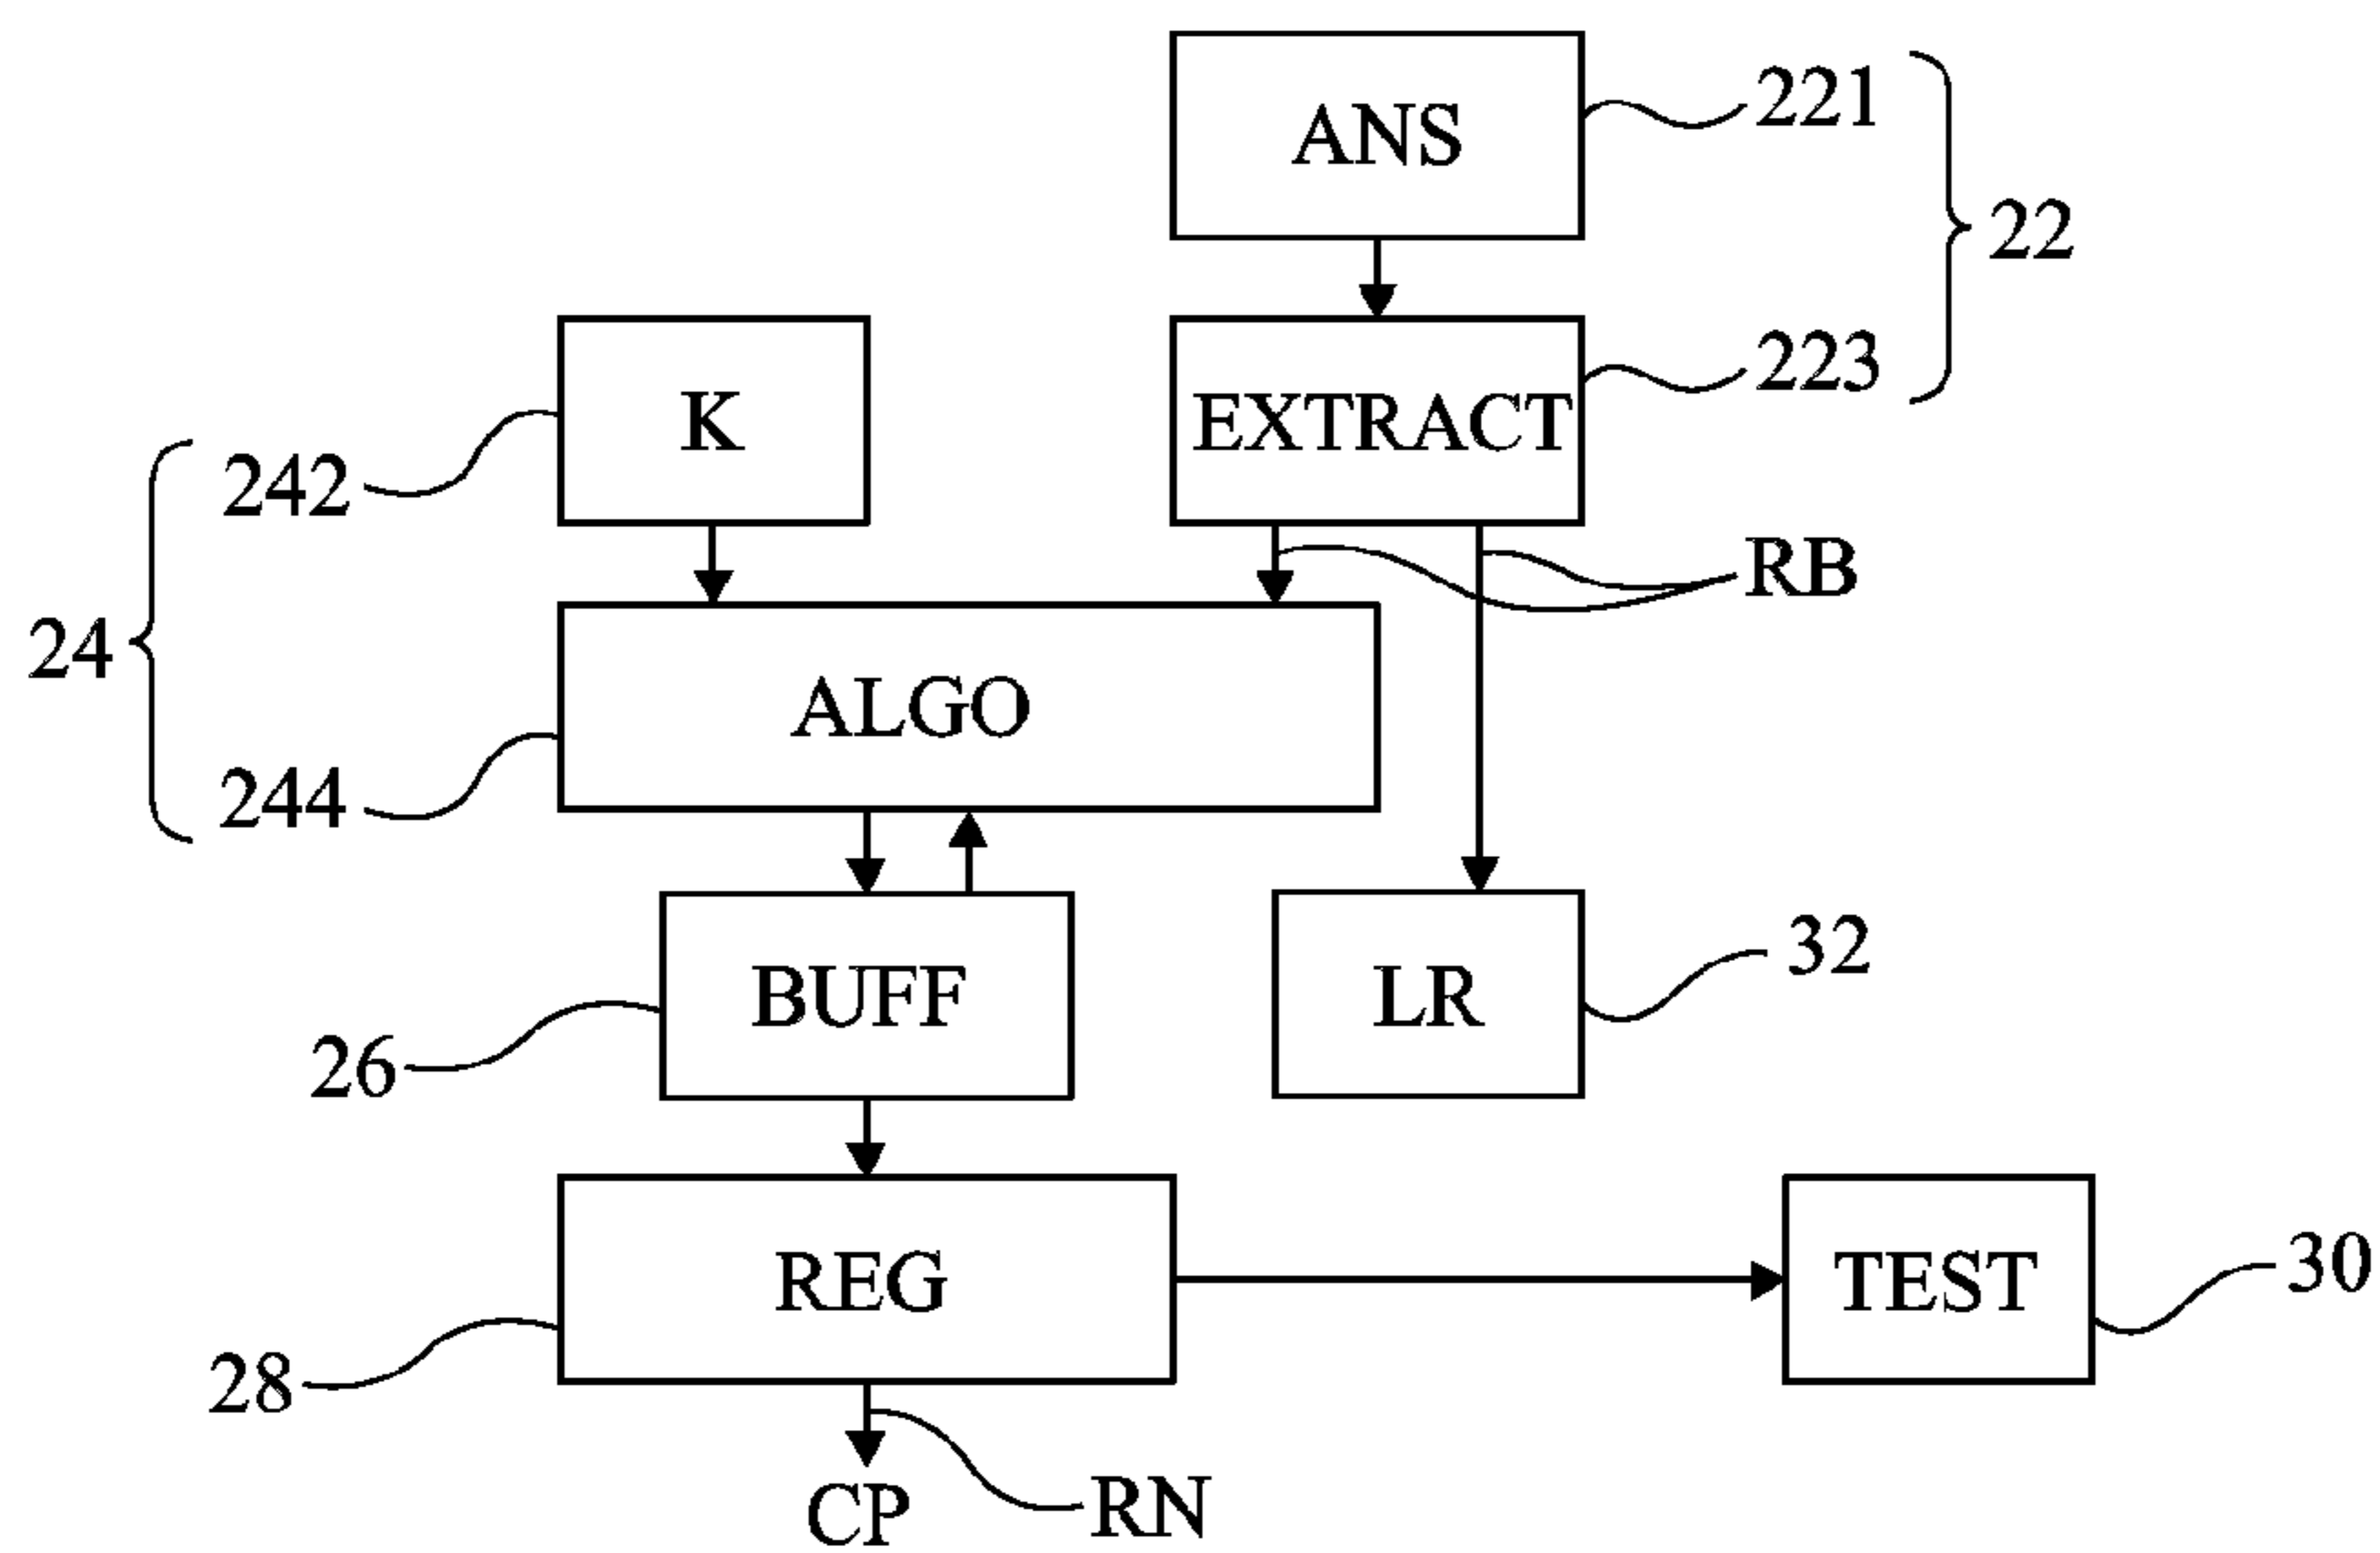 ANS
221
22
K
EXTRACT
223
242
RB
24
ALGO
244
BUFF
LR
32
26
REG
TEST
30
28
CP
RN